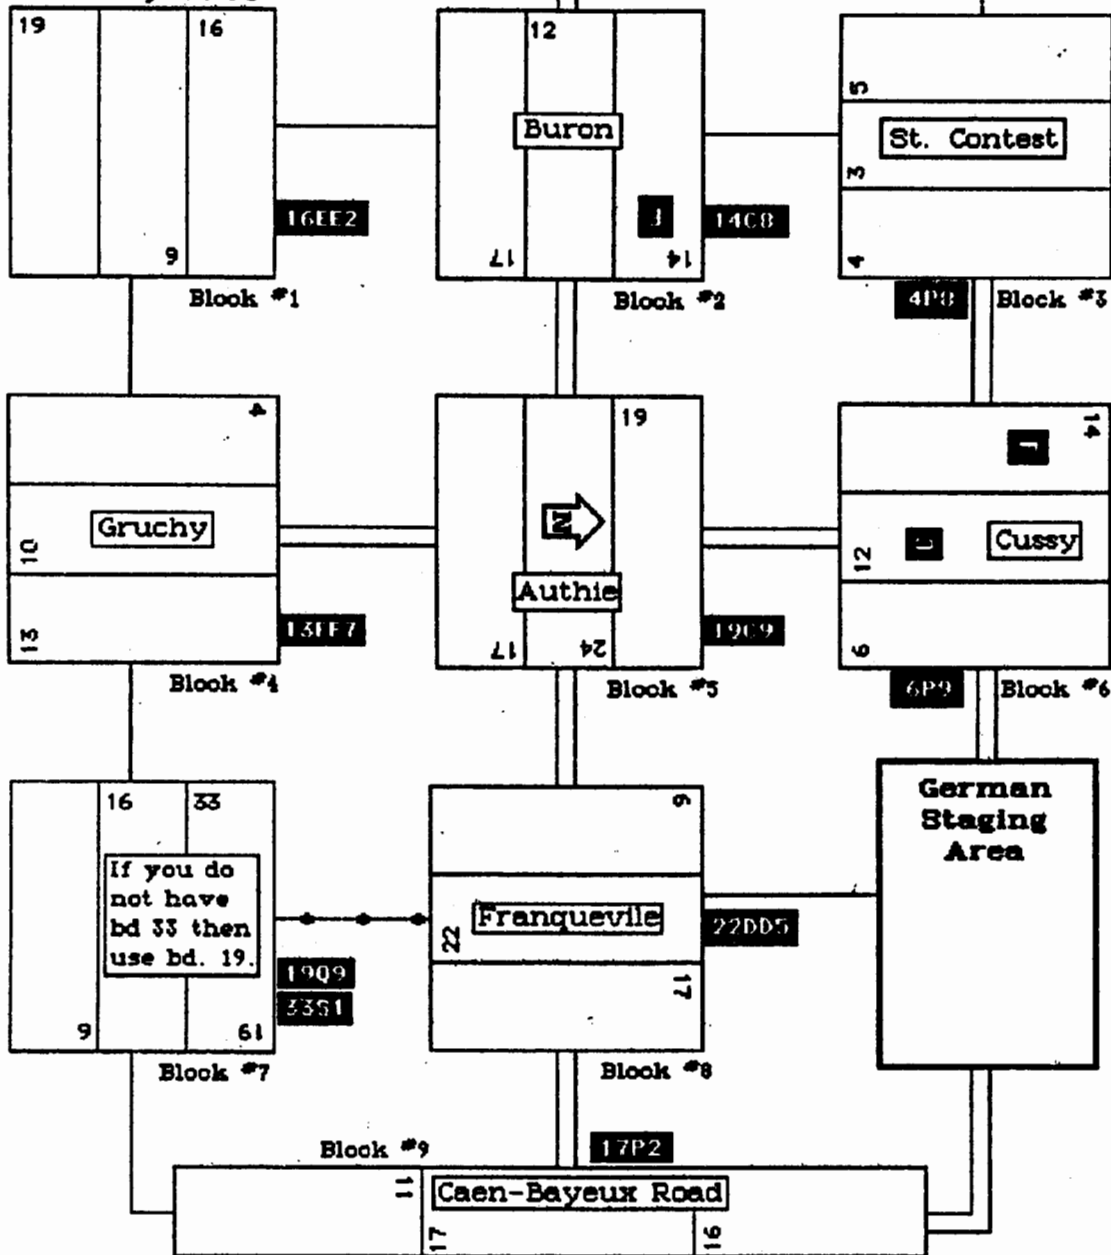 19
16
9
16EE2
Block #1
12
Buron
J
17
14
14C8
Block #2
5
St. Contest
3
4
4P8
Block #3
4
Gruchy
10
13
13FF7
Block #4
19
N
Authie
17
24
19C9
Block #5
14
J
12
C
Cussy
6
6P9
Block #6
16
33
If you do
not have
bd 33 then
use bd. 19.
9
19
19Q9
33S1
Block #7
6
Franquevile
22
17
22DD5
Block #8
German
Staging
Area
Block #9
17P2
11
Caen-Bayeux Road
17
16